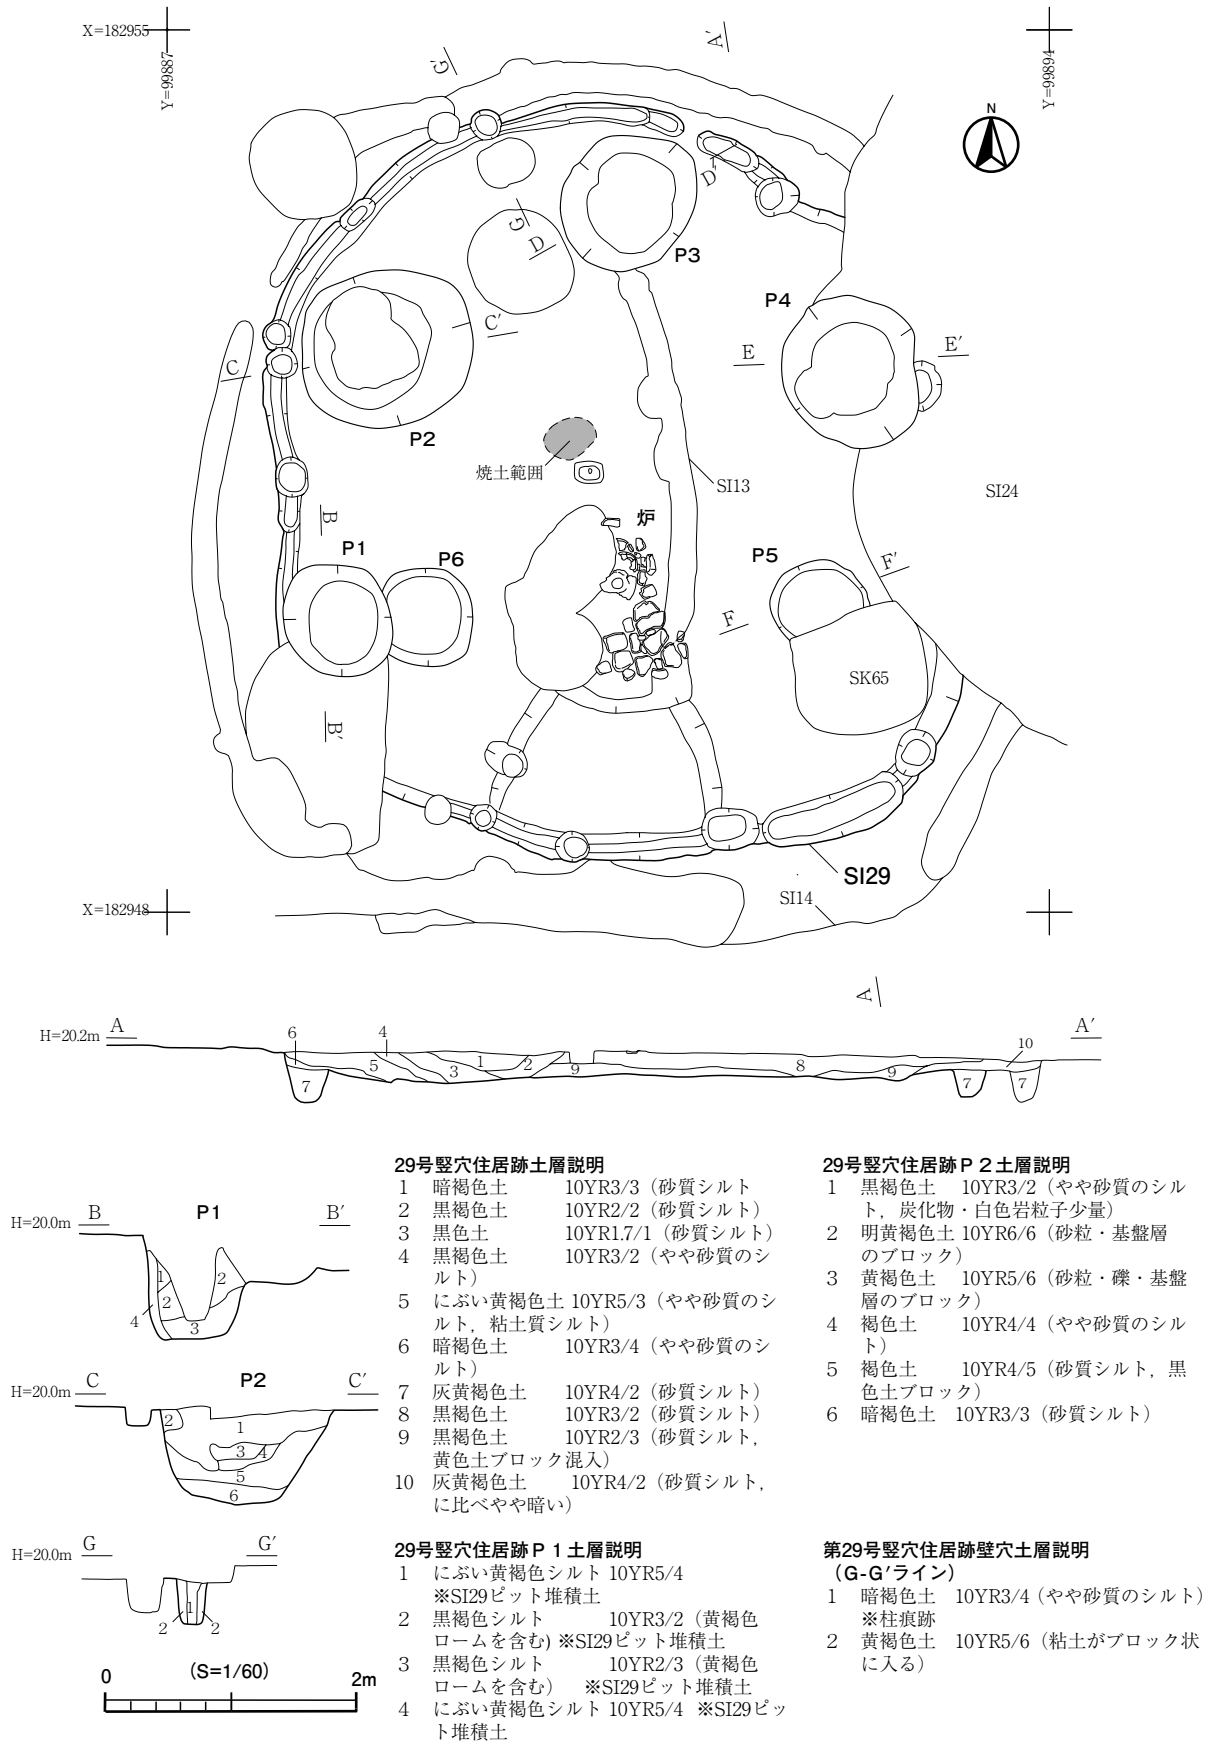 X=182955
Y=99887
G′
A′
Y=99894
N
D′
G
D
P3
P4
C′
C
E
E′
P2
焼土範囲
SI13
SI24
B
炉
P1
P6
P5
F′
F
SK65
B′
SI29
SI14
X=182948
A
H=20.2m
A
A′
6
4
10
5
3
1
2
9
8
9
7
7
7
H=20.0m
B
P1
B′
1
2
2
4
3
H=20.0m
C
P2
C′
2
1
3
4
5
6
H=20.0m
G
G′
1
2
2
0
(S=1/60)
2m
29号竪穴住居跡土層説明
1 暗褐色土 10YR3/3（砂質シルト
2 黒褐色土 10YR2/2（砂質シルト）
3 黒色土 10YR1.7/1（砂質シルト）
4 黒褐色土 10YR3/2（やや砂質のシ
ルト）
5 にぶい黄褐色土 10YR5/3（やや砂質のシ
ルト，粘土質シルト）
6 暗褐色土 10YR3/4（やや砂質のシ
ルト）
7 灰黄褐色土 10YR4/2（砂質シルト）
8 黒褐色土 10YR3/2（砂質シルト）
9 黒褐色土 10YR2/3（砂質シルト，
黄色土ブロック混入）
10 灰黄褐色土 10YR4/2（砂質シルト，
に比べやや暗い）
29号竪穴住居跡Ｐ１土層説明
1 にぶい黄褐色シルト 10YR5/4
※SI29ピット堆積土
2 黒褐色シルト 10YR3/2（黄褐色
ロームを含む）※SI29ピット堆積土
3 黒褐色シルト 10YR2/3（黄褐色
ロームを含む） ※SI29ピット堆積土
4 にぶい黄褐色シルト 10YR5/4 ※SI29ピッ
ト堆積土
29号竪穴住居跡Ｐ２土層説明
1 黒褐色土 10YR3/2（やや砂質のシル
ト，炭化物・白色岩粒子少量）
2 明黄褐色土 10YR6/6（砂粒・基盤層
のブロック）
3 黄褐色土 10YR5/6（砂粒・礫・基盤
層のブロック）
4 褐色土 10YR4/4（やや砂質のシル
ト）
5 褐色土 10YR4/5（砂質シルト，黒
色土ブロック）
6 暗褐色土 10YR3/3（砂質シルト）
第29号竪穴住居跡壁穴土層説明
（G-G′ライン）
1 暗褐色土 10YR3/4（やや砂質のシルト）
※柱痕跡
2 黄褐色土 10YR5/6（粘土がブロック状
に入る）